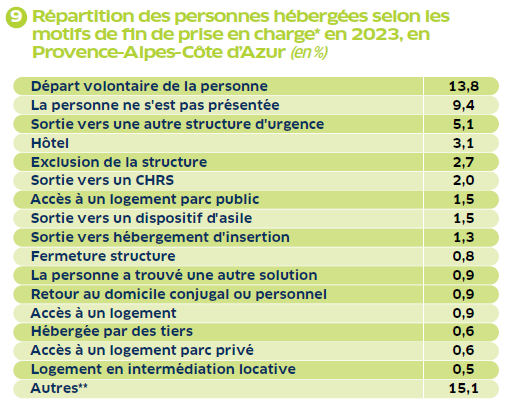 9 Répartition des personnes hébergées selon les
motifs de fin de prise en charge* en 2023, en
Provence-Alpes-Côte d'Azur (en %)
Départ volontaire de la personne 13,8
La personne ne s'est pas présentée 9,4
Sortie vers une autre structure d'urgence 5,1
Hôtel 3,1
Exclusion de la structure 2,7
Sortie vers un CHRS 2,0
Accès à un logement parc public 1,5
Sortie vers un dispositif d'asile 1,5
Sortie vers hébergement d'insertion 1,3
Fermeture structure 0,8
La personne a trouvé une autre solution 0,9
Retour au domicile conjugal ou personnel 0,9
Accès à un logement 0,9
Hébergée par des tiers 0,6
Accès à un logement parc privé 0,6
Logement en intermédiation locative 0,5
Autres** 15,1